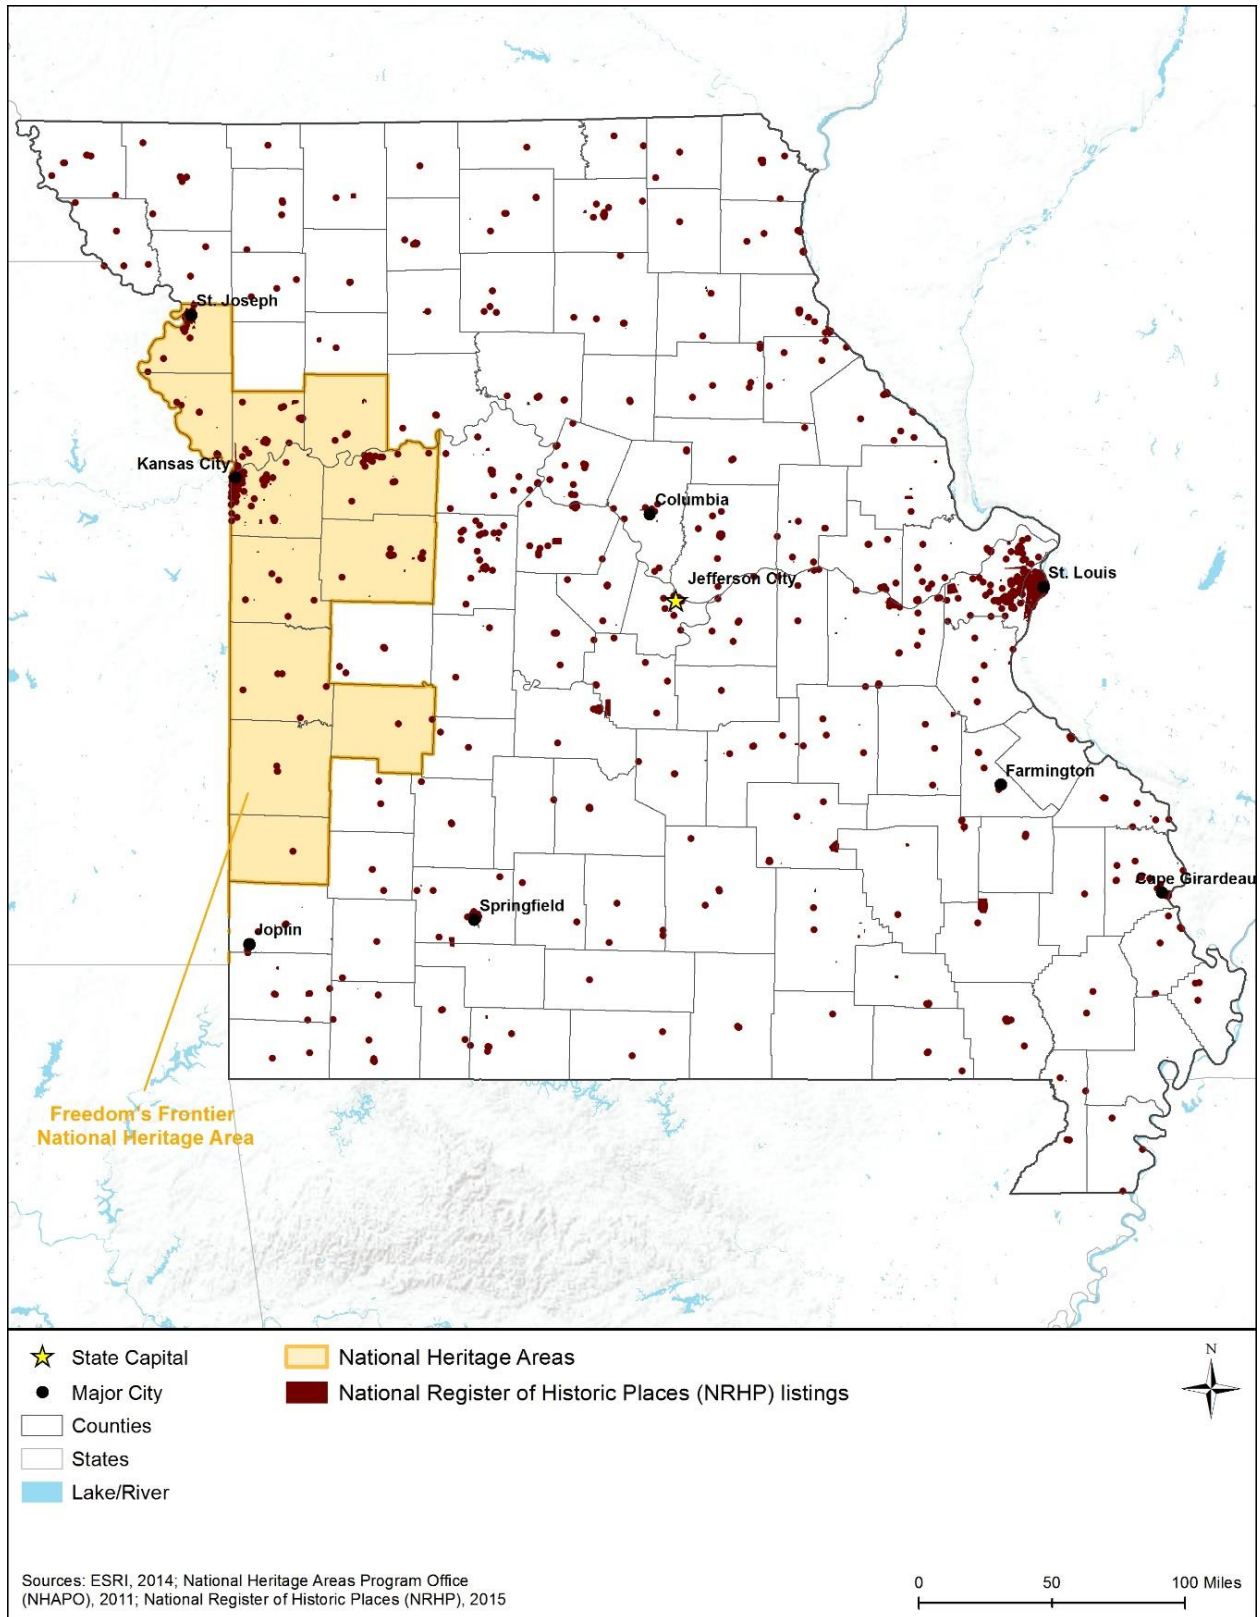 St. Joseph
Kansas City
Columbia
Jefferson City
St. Louis
Farmington
Cape Girardeau
Springfield
Joplin
Freedom's Frontier
National Heritage Area
State Capital
Major City
Counties
States
Lake/River
National Heritage Areas
National Register of Historic Places (NRHP) listings
N
Sources: ESRI, 2014; National Heritage Areas Program Office
(NHAPO), 2011; National Register of Historic Places (NRHP), 2015
0 50 100 Miles